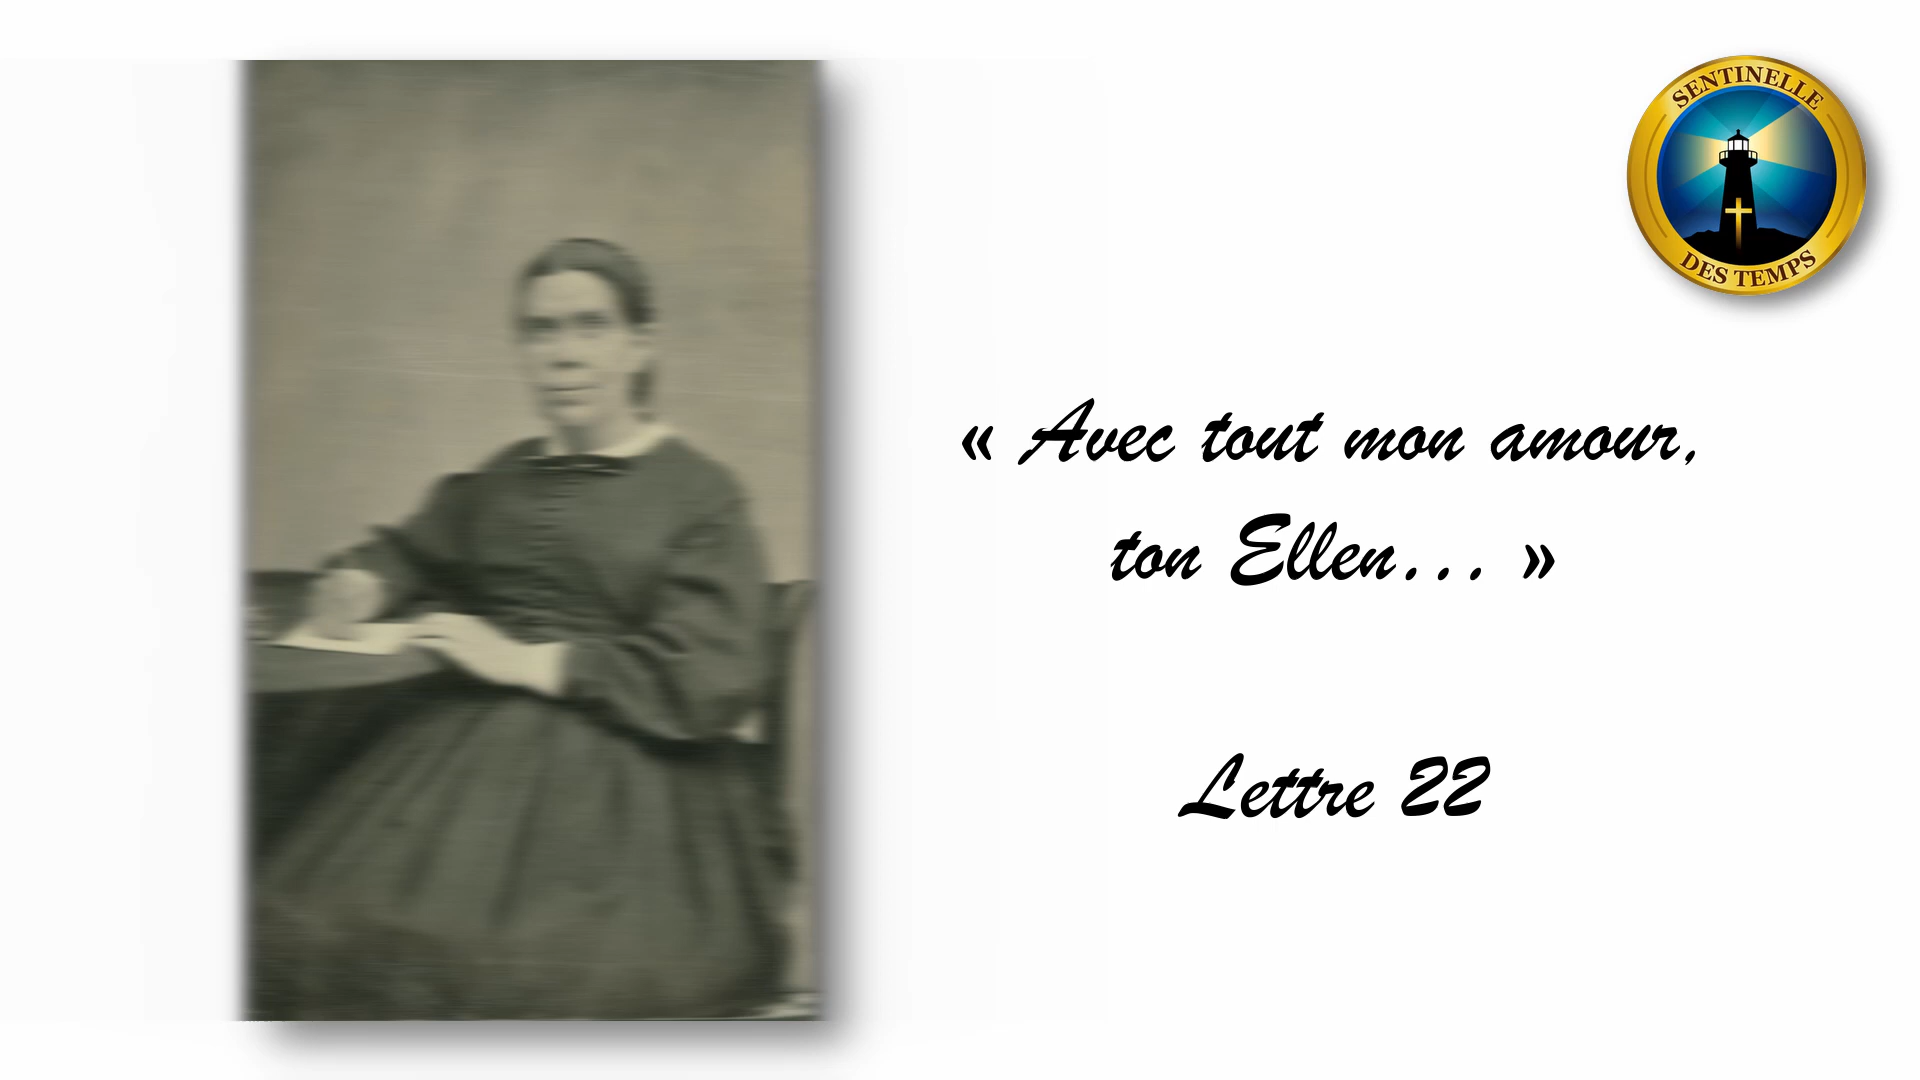 SENTINELLE
DES TEMPS
« Avec tout mon amour,
ton Ellen... »
Lettre 22